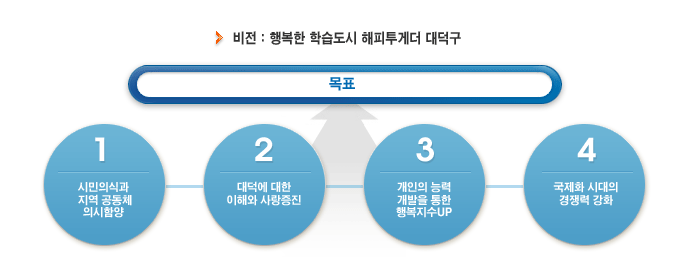 비전 : 행복한 학습도시 해피투게더 대덕구
목표
1
시민의식과
지역 공동체
의시함양
2
대덕에 대한
이해와 사랑증진
3
개인의 능력
개발을 통한
행복지수UP
4
국제화 시대의
경쟁력 강화